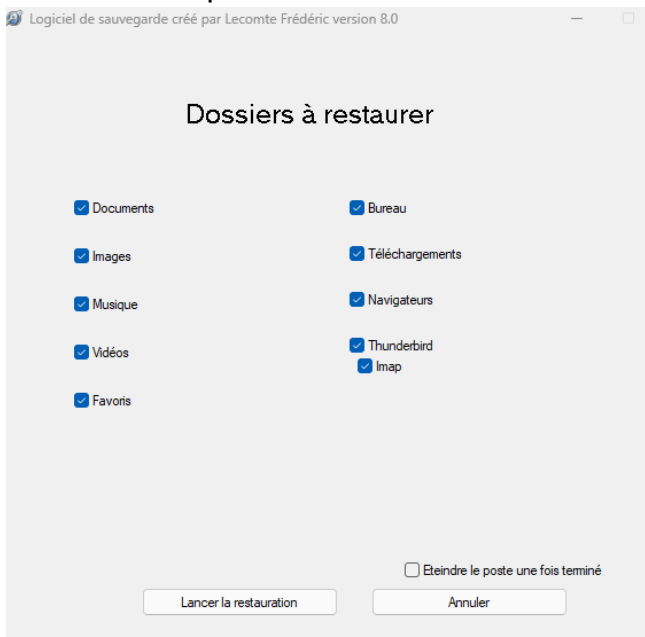 Logiciel de sauvegarde créé par Lecomte Frédéric version 8.0
Dossiers à restaurer
Documents
Bureau
Images
Téléchargements
Musique
Navigateurs
Vidéos
Thunderbird
Imap
Favoris
Eteindre le poste une fois terminé
Lancer la restauration
Annuler